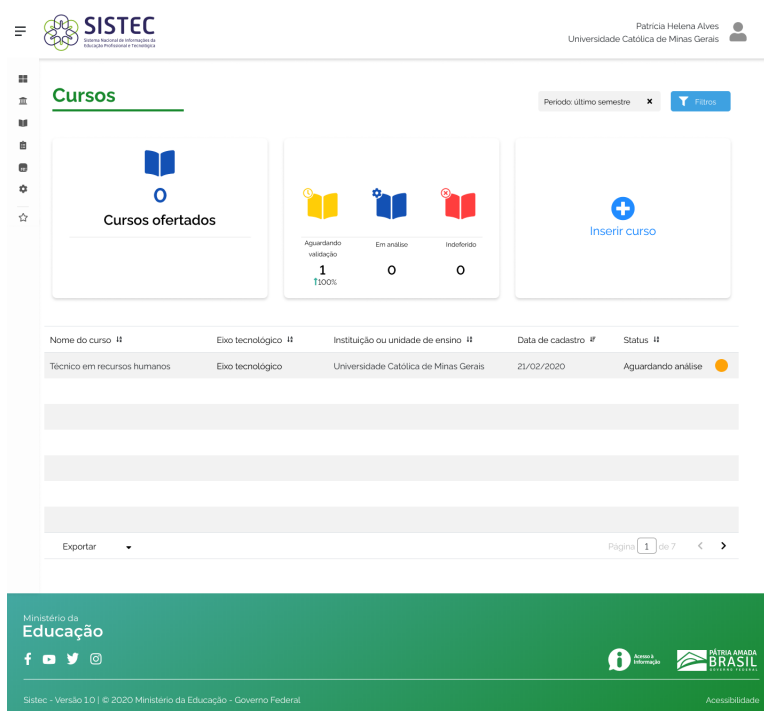 SISTEC
Sistema Nacional de Informações da
Educação Profissional e Tecnológica
Patrícia Helena Alves
Universidade Católica de Minas Gerais
Cursos
Período: último semestre
Filtros
0
Cursos ofertados
Aguardando
validação
Em análise
Indeferido
1
0
0
100%
Inserir curso
Nome do curso
Eixo tecnológico
Instituição ou unidade de ensino
Data de cadastro
Status
Técnico em recursos humanos
Eixo tecnológico
Universidade Católica de Minas Gerais
21/02/2020
Aguardando análise
Exportar
Página 1 de 7
Ministério da
Educação
Acesso à
Informação
PÁTRIA AMADA
BRASIL
GOVERNO FEDERAL
Sistec - Versão 1.0 | © 2020 Ministério da Educação - Governo Federal
Acessibilidade